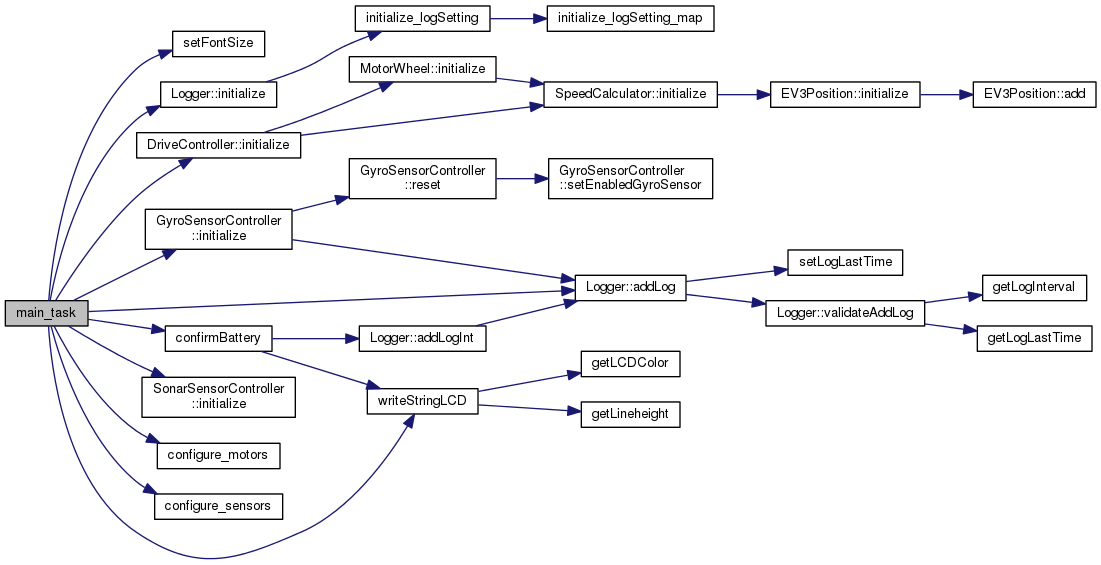 initialize_logSetting
initialize_logSetting_map
setFontSize
MotorWheel::initialize
Logger::initialize
SpeedCalculator::initialize
EV3Position::initialize
EV3Position::add
DriveController::initialize
GyroSensorController
::reset
GyroSensorController
::setEnabledGyroSensor
GyroSensorController
::initialize
setLogLastTime
Logger::addLog
getLogInterval
main_task
Logger::validateAddLog
confirmBattery
Logger::addLogInt
getLogLastTime
getLCDColor
SonarSensorController
::initialize
writeStringLCD
getLineheight
configure_motors
configure_sensors